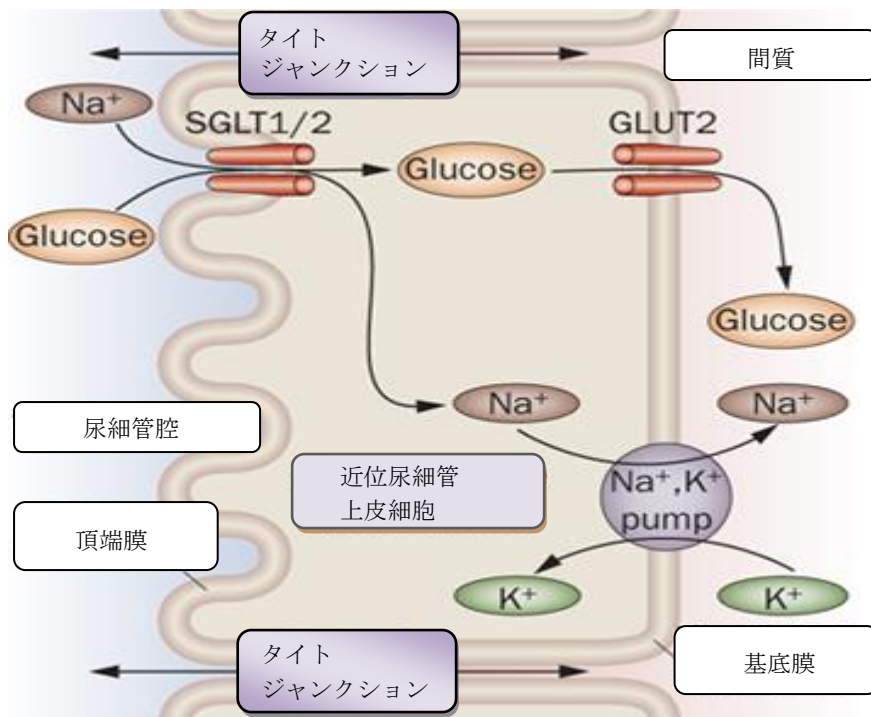 タイト
ジャンクション
間質
Na⁺
SGLT1/2
GLUT2
Glucose
Glucose
Glucose
Na⁺
Na⁺
尿細管腔
近位尿細管
上皮細胞
Na⁺,K⁺
pump
頂端膜
K⁺
K⁺
タイト
ジャンクション
基底膜